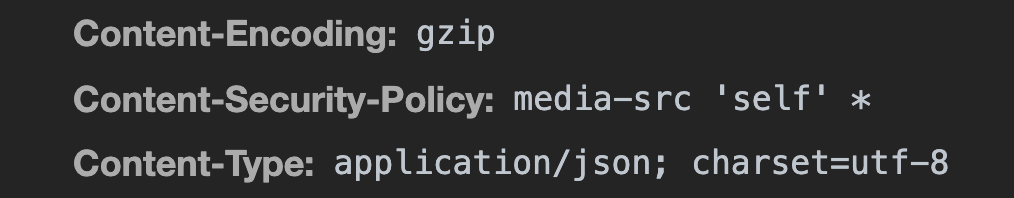 Content-Encoding: gzip
Content-Security-Policy: media-src 'self' *
Content-Type: application/json; charset=utf-8